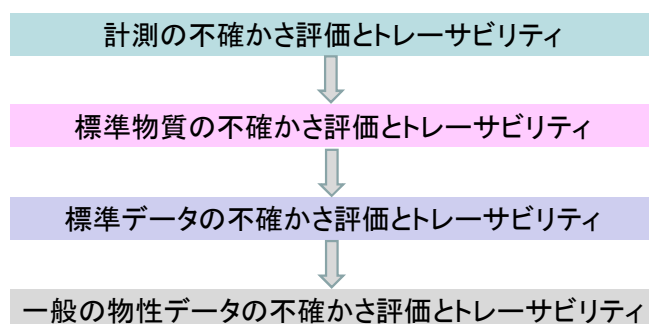 計測の不確かさ評価とトレーサビリティ
標準物質の不確かさ評価とトレーサビリティ
標準データの不確かさ評価とトレーサビリティ
一般の物性データの不確かさ評価とトレーサビリティ